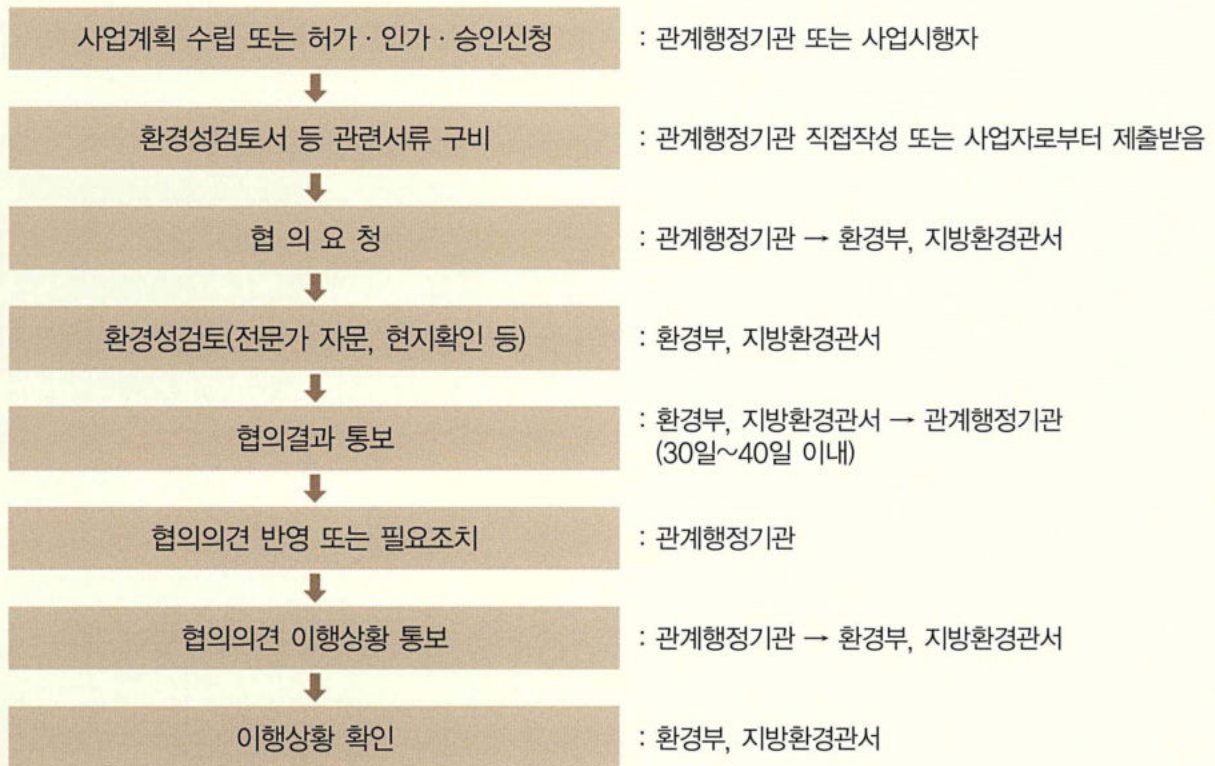 사업계획 수립 또는 허가 · 인가 · 승인신청 : 관계행정기관 또는 사업시행자
환경성검토서 등 관련서류 구비 : 관계행정기관 직접작성 또는 사업자로부터 제출받음
협 의 요 청 : 관계행정기관 → 환경부, 지방환경관서
환경성검토(전문가 자문, 현지확인 등) : 환경부, 지방환경관서
협의결과 통보 : 환경부, 지방환경관서 → 관계행정기관
(30일~40일 이내)
협의의견 반영 또는 필요조치 : 관계행정기관
협의의견 이행상황 통보 : 관계행정기관 → 환경부, 지방환경관서
이행상황 확인 : 환경부, 지방환경관서